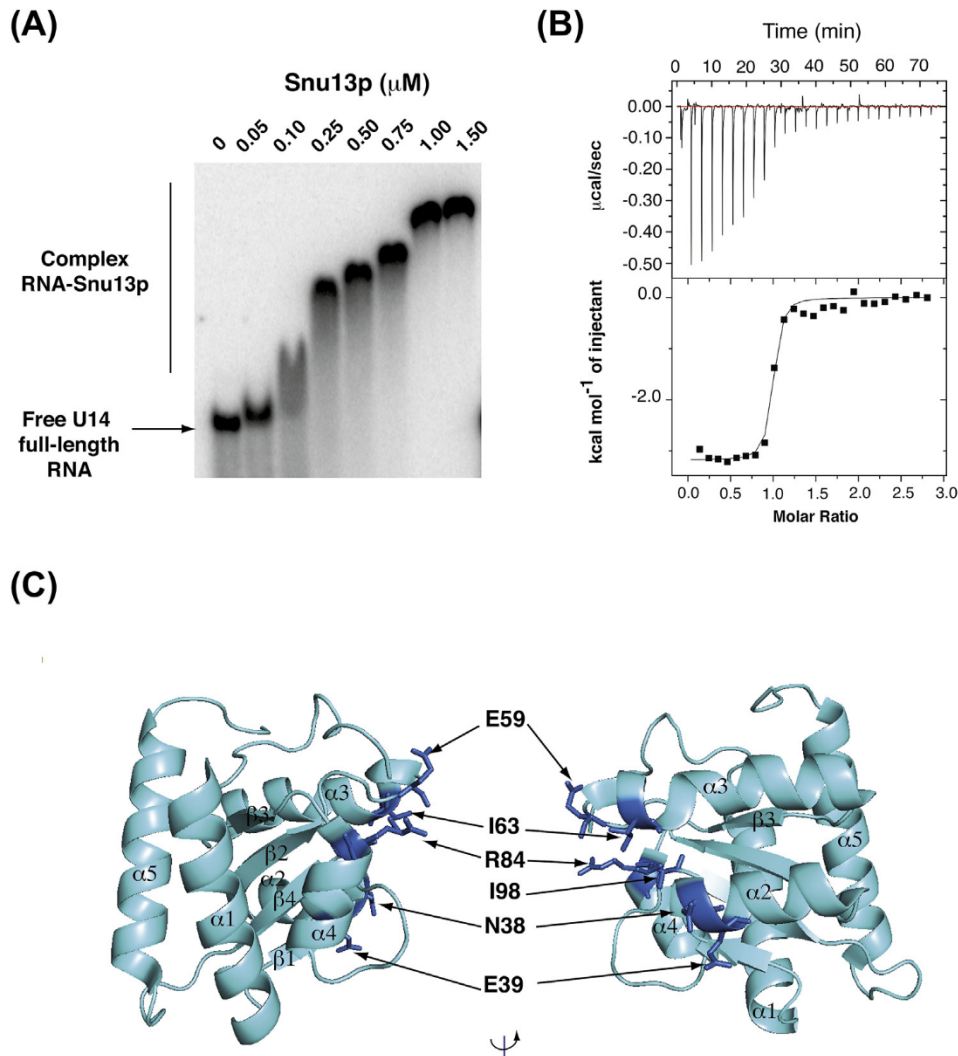 (A)
Snu13p (μM)
0 0.05 0.10 0.25 0.50 0.75 1.00 1.50
Complex
RNA-Snu13p
Free U14
full-length
RNA
(B)
Time (min)
0 10 20 30 40 50 60 70
0.00
-0.10
-0.20
-0.30
-0.40
-0.50
μcal/sec
0.0
-2.0
kcal mol⁻¹ of injectant
0.0 0.5 1.0 1.5 2.0 2.5 3.0
Molar Ratio
(C)
E59
I63
R84
I98
N38
E39
α3
β3
β2
α5
α2
α1
β4
α4
β1
α3
β3
α5
α2
α4
α1